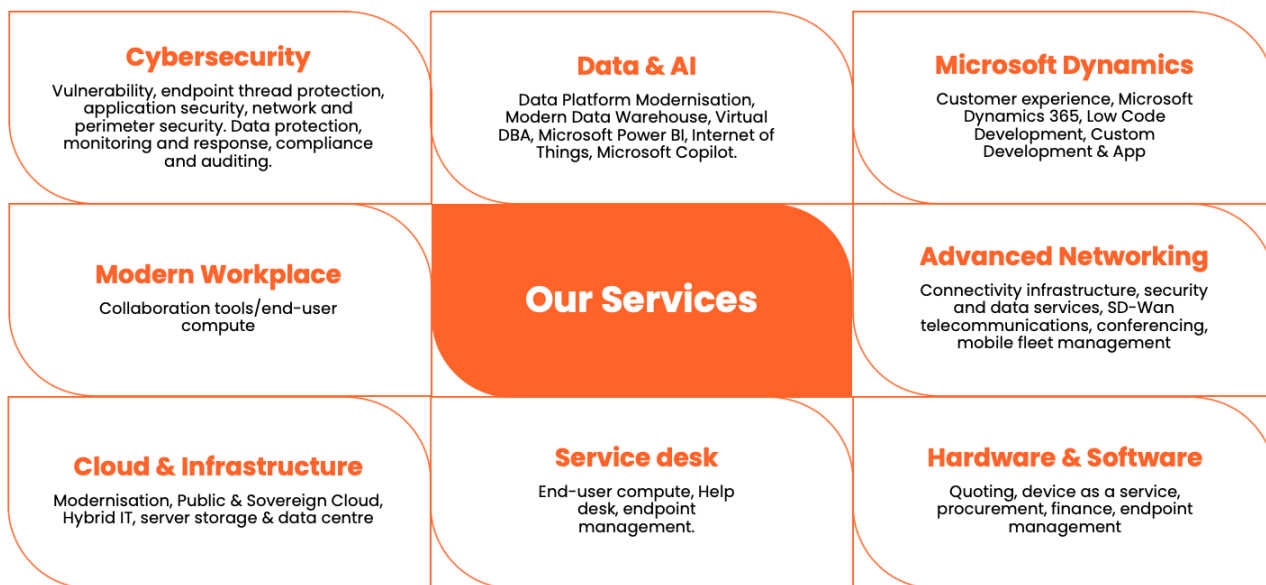 Cybersecurity
Vulnerability, endpoint thread protection,
application security, network and
perimeter security. Data protection,
monitoring and response, compliance
and auditing.
Data & AI
Data Platform Modernisation,
Modern Data Warehouse, Virtual
DBA, Microsoft Power BI, Internet of
Things, Microsoft Copilot.
Microsoft Dynamics
Customer experience, Microsoft
Dynamics 365, Low Code
Development, Custom
Development & App
Modern Workplace
Collaboration tools/end-user
compute
Our Services
Advanced Networking
Connectivity infrastructure, security
and data services, SD-Wan
telecommunications, conferencing,
mobile fleet management
Cloud & Infrastructure
Modernisation, Public & Sovereign Cloud,
Hybrid IT, server storage & data centre
Service desk
End-user compute, Help
desk, endpoint
management.
Hardware & Software
Quoting, device as a service,
procurement, finance, endpoint
management